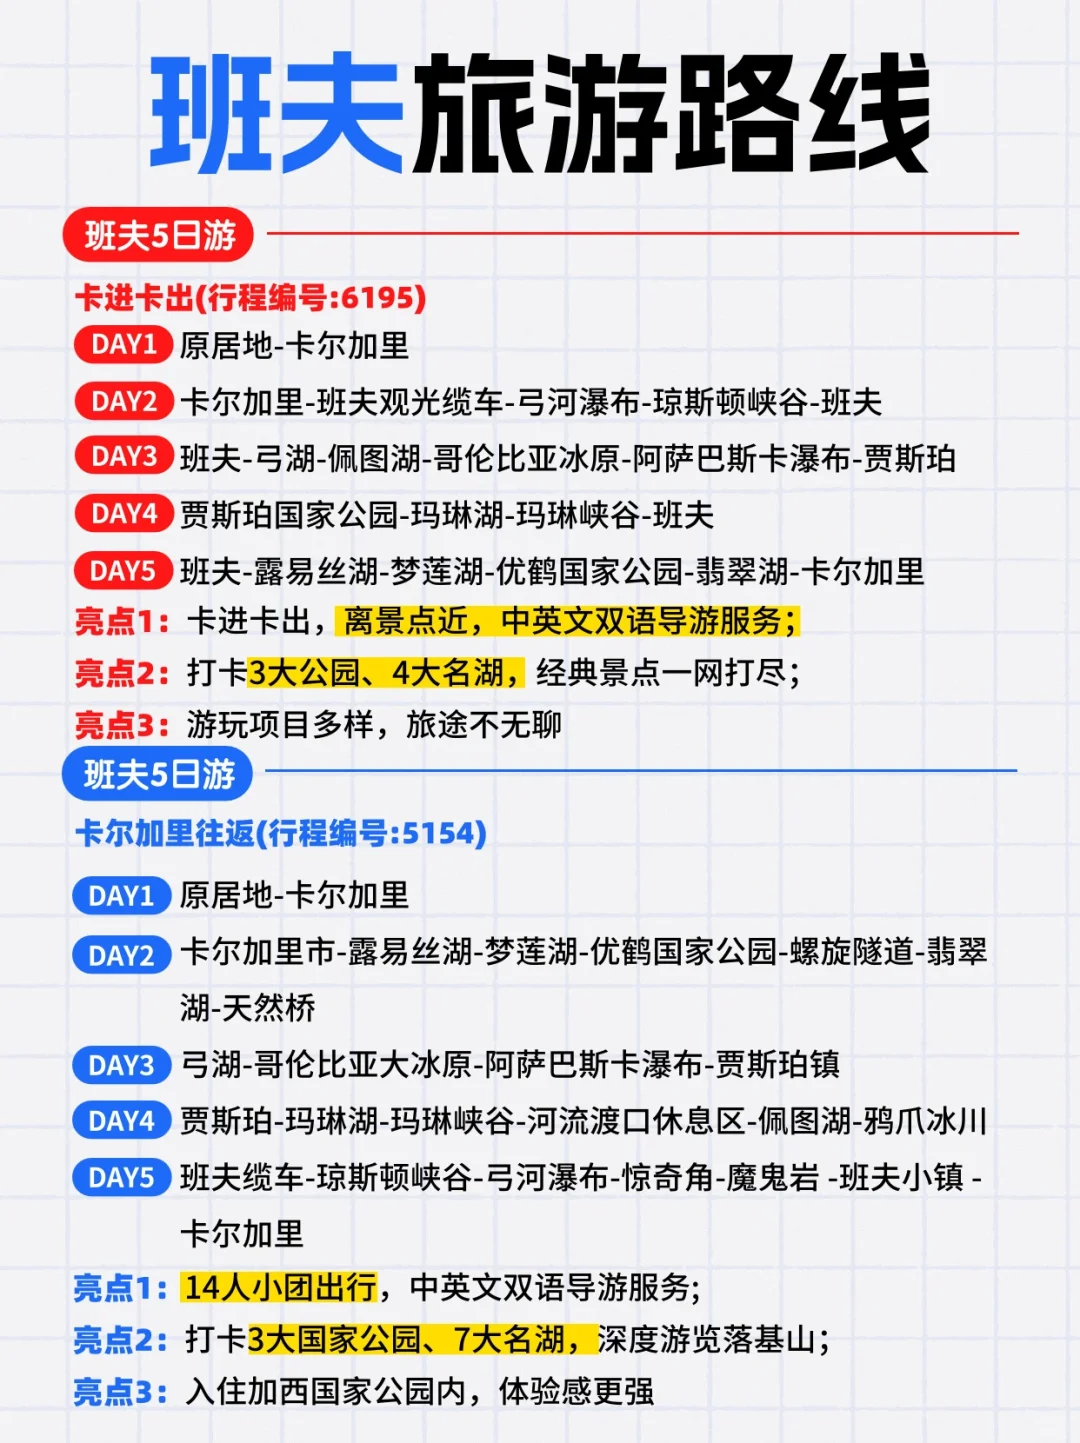 班夫旅游路线
班夫5日游
卡进卡出(行程编号:6195)
DAY1 原居地-卡尔加里
DAY2 卡尔加里-班夫观光缆车-弓河瀑布-琼斯顿峡谷-班夫
DAY3 班夫-弓湖-佩图湖-哥伦比亚冰原-阿萨巴斯卡瀑布-贾斯珀
DAY4 贾斯珀国家公园-玛琳湖-玛琳峡谷-班夫
DAY5 班夫-露易丝湖-梦莲湖-优鹤国家公园-翡翠湖-卡尔加里
亮点1：卡进卡出，离景点近，中英文双语导游服务；
亮点2：打卡3大公园、4大名湖，经典景点一网打尽；
亮点3：游玩项目多样，旅途不无聊
班夫5日游
卡尔加里往返(行程编号:5154)
DAY1 原居地-卡尔加里
DAY2 卡尔加里市-露易丝湖-梦莲湖-优鹤国家公园-螺旋隧道-翡翠
湖-天然桥
DAY3 弓湖-哥伦比亚大冰原-阿萨巴斯卡瀑布-贾斯珀镇
DAY4 贾斯珀-玛琳湖-玛琳峡谷-河流渡口休息区-佩图湖-鸦爪冰川
DAY5 班夫缆车-琼斯顿峡谷-弓河瀑布-惊奇角-魔鬼岩 -班夫小镇 -
卡尔加里
亮点1：14人小团出行，中英文双语导游服务;
亮点2：打卡3大国家公园、7大名湖，深度游览落基山；
亮点3：入住加西国家公园内，体验感更强